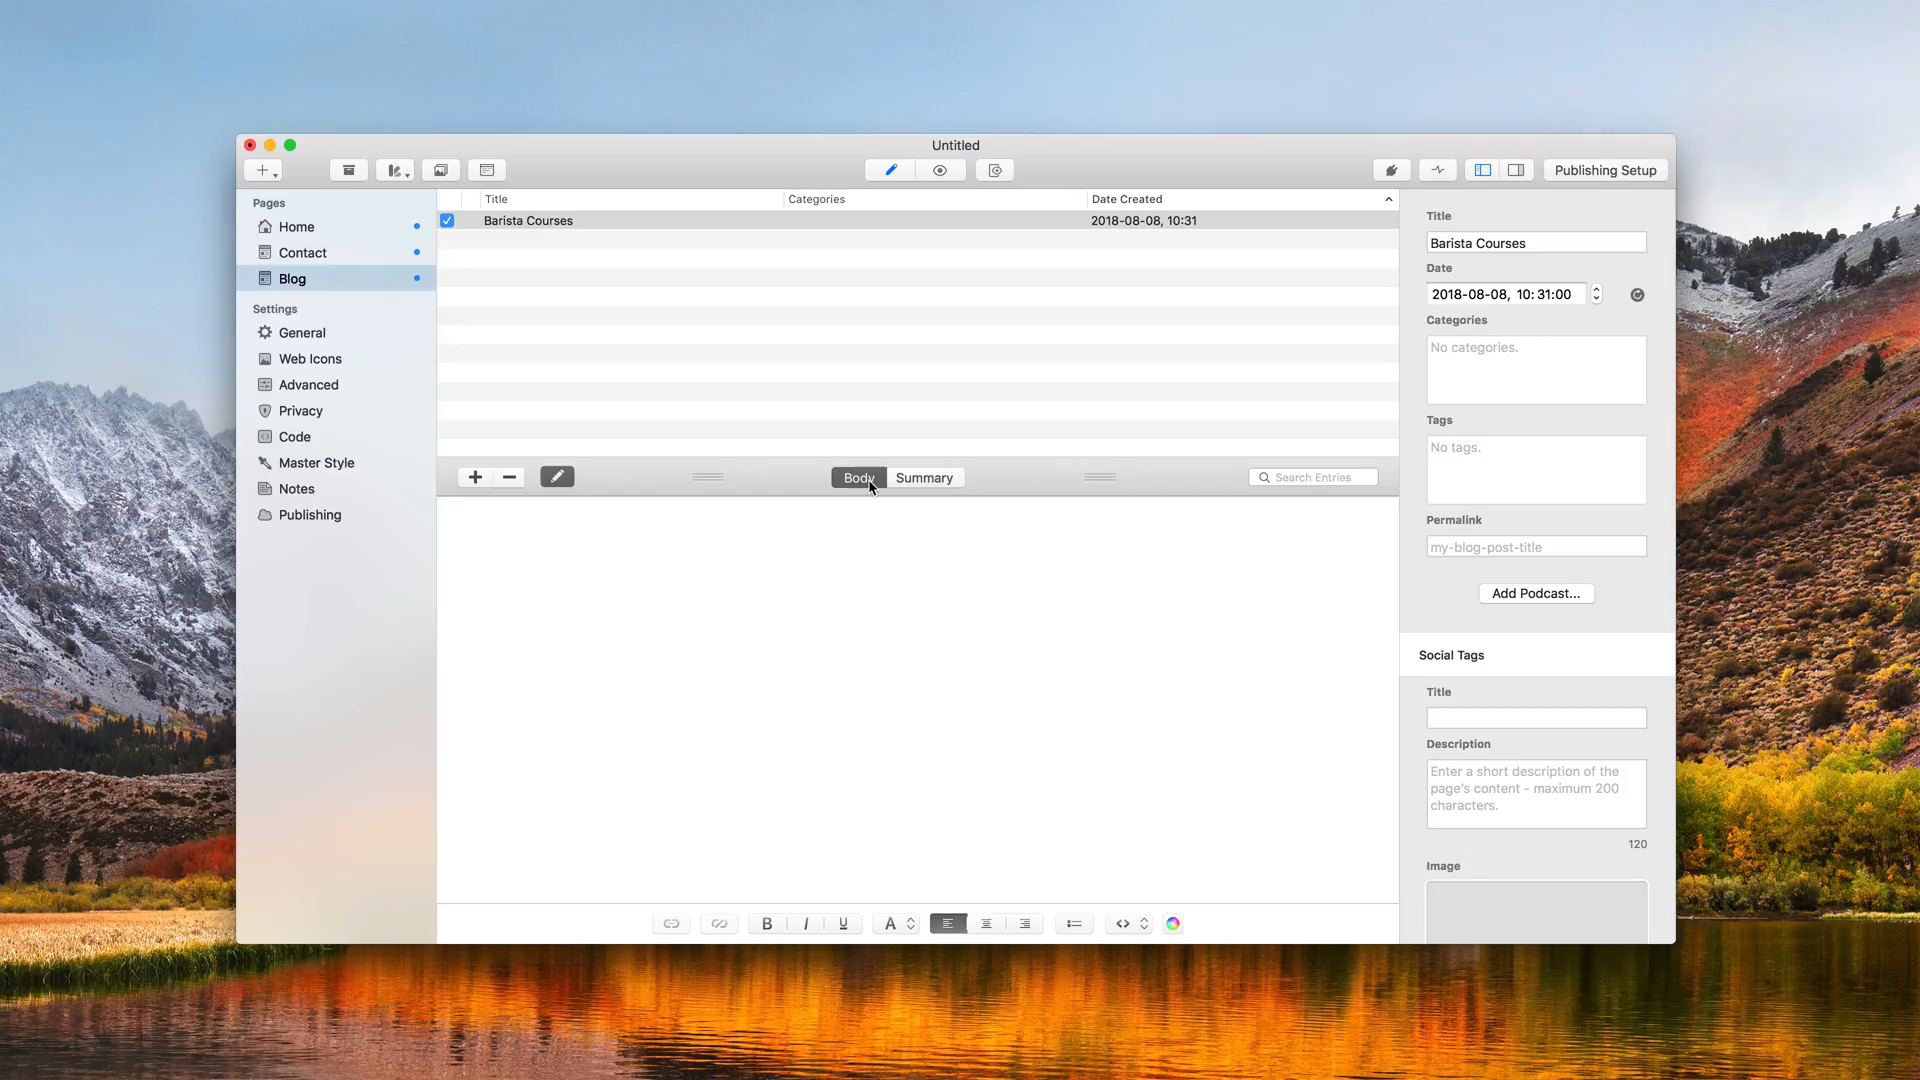 Untitled
Publishing Setup
Pages
Home
Contact
Blog
Settings
General
Web Icons
Advanced
Privacy
Code
Master Style
Notes
Publishing
Title Categories Date Created
Barista Courses 2018-08-08, 10:31
Body Summary Search Entries
B I U A
Title
Barista Courses
Date
2018-08-08, 10:31:00
Categories
No categories.
Tags
No tags.
Permalink
my-blog-post-title
Add Podcast...
Social Tags
Title
Description
Enter a short description of the
page's content - maximum 200
characters.
120
Image